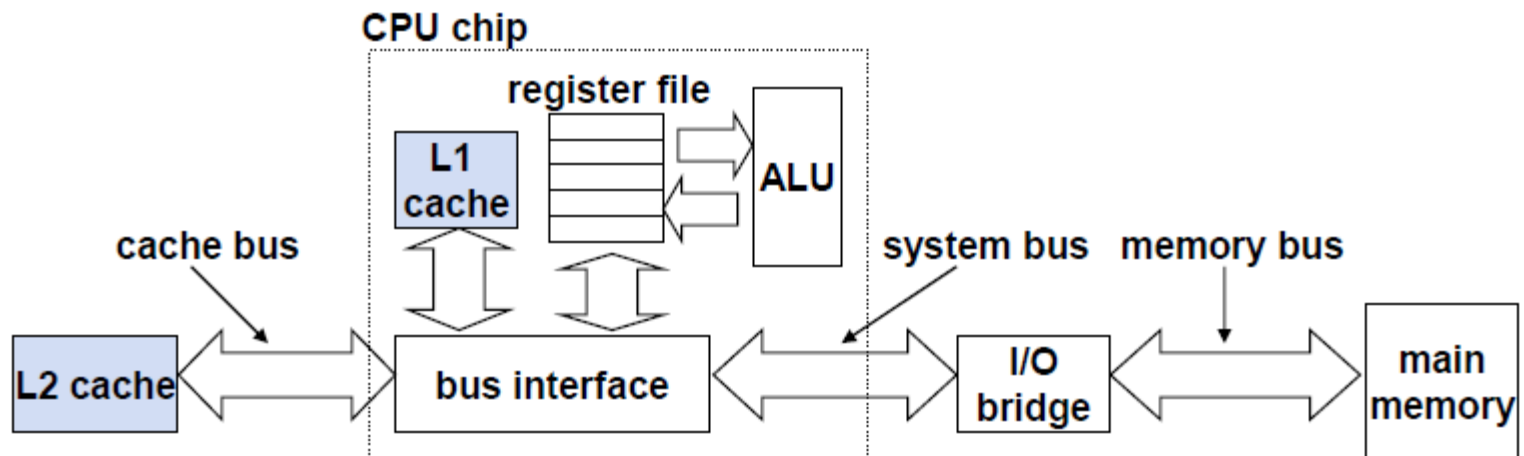 CPU chip
register file
L1
cache
ALU
cache bus
system bus
memory bus
L2 cache
bus interface
I/O
bridge
main
memory